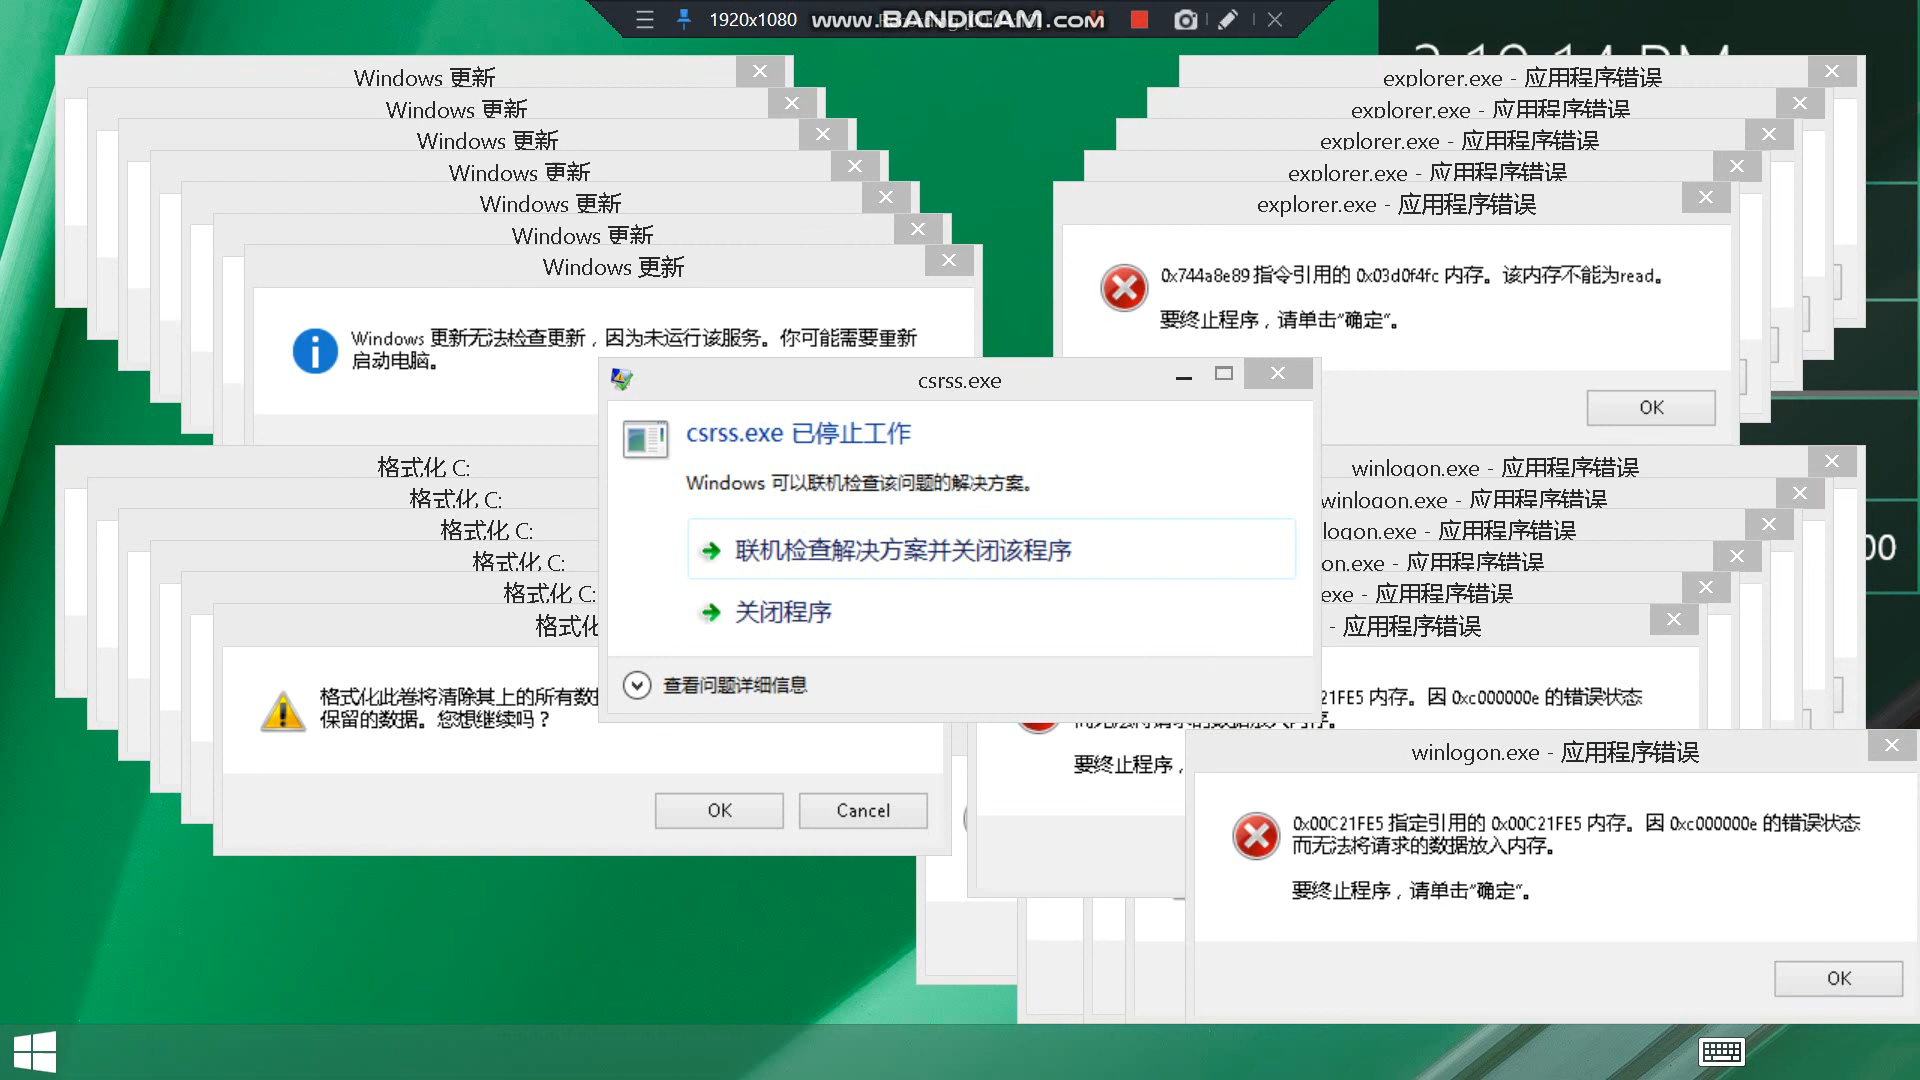 1920x1080
www.BANDICAM.com
Windows 更新
Windows 更新
Windows 更新
Windows 更新
Windows 更新
Windows 更新
Windows 更新
Windows 更新无法检查更新，因为未运行该服务。你可能需要重新
启动电脑。
explorer.exe - 应用程序错误
explorer.exe - 应用程序错误
explorer.exe - 应用程序错误
explorer.exe - 应用程序错误
explorer.exe - 应用程序错误
0x744a8e89 指令引用的 0x03d0f4fc 内存。该内存不能为read。
要终止程序，请单击"确定"。
OK
csrss.exe
csrss.exe 已停止工作
Windows 可以联机检查该问题的解决方案。
联机检查解决方案并关闭该程序
关闭程序
查看问题详细信息
格式化 C:
格式化 C:
格式化 C:
格式化 C:
格式化 C:
格式化
格式化此卷将清除其上的所有数
保留的数据。您想继续吗？
OK
Cancel
winlogon.exe - 应用程序错误
winlogon.exe - 应用程序错误
logon.exe - 应用程序错误
on.exe - 应用程序错误
exe - 应用程序错误
- 应用程序错误
00
21FE5 内存。因 0xc000000e 的错误状态
要终止程序，
winlogon.exe - 应用程序错误
0x00C21FE5 指定引用的 0x00C21FE5 内存。因 0xc000000e 的错误状态
而无法将请求的数据放入内存。
要终止程序，请单击"确定"。
OK